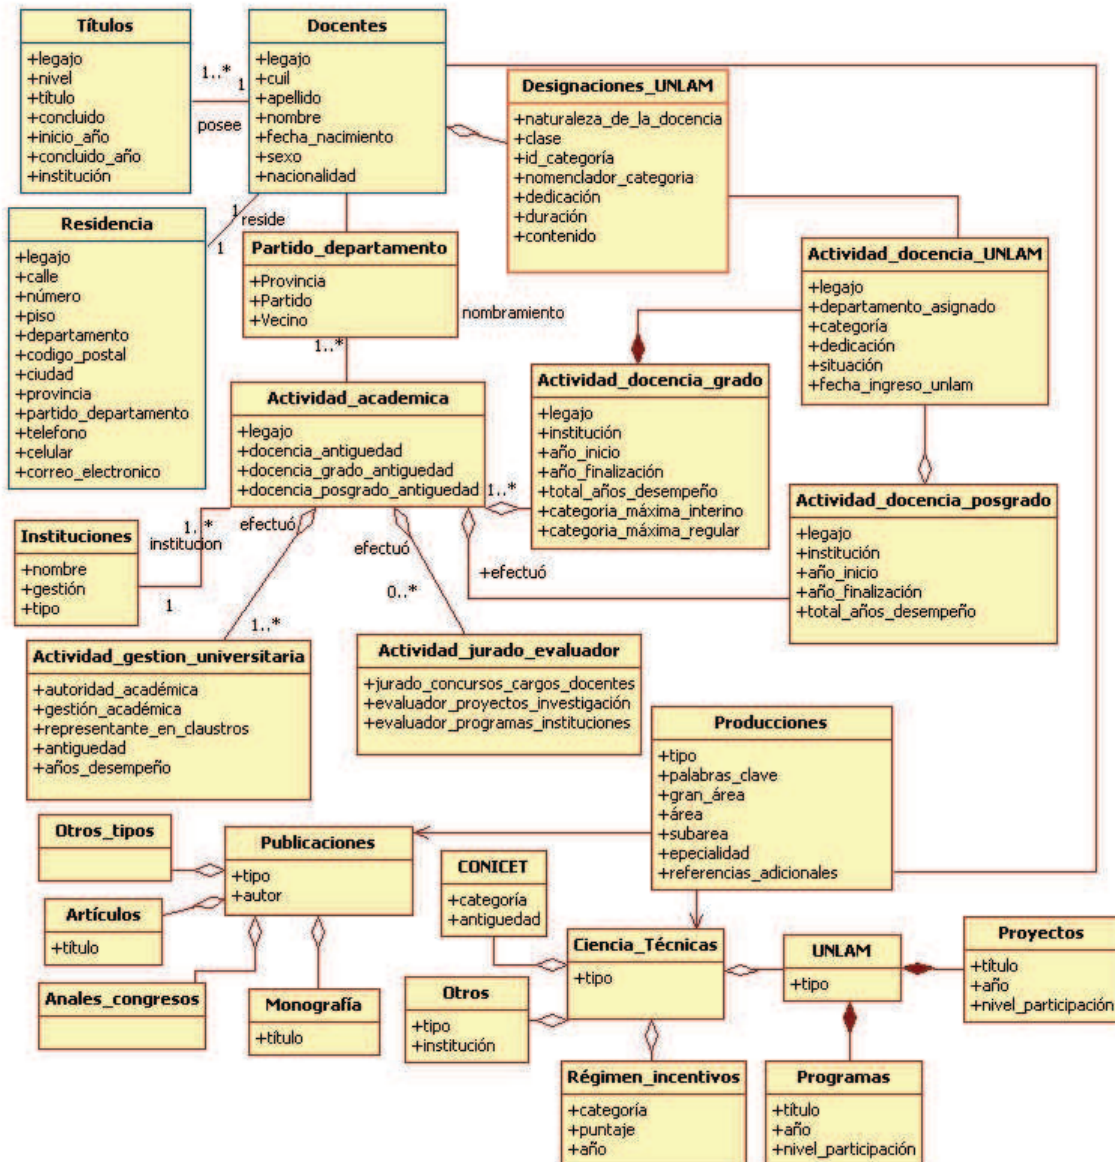 Títulos
+legajo
+nivel
+título
+concluido
+inicio_año
+concluido_año
+institución
1..*
1
posee
Docentes
+legajo
+cuil
+apellido
+nombre
+fecha_nacimiento
+sexo
+nacionalidad
Designaciones_UNLAM
+naturaleza_de_la_docencia
+clase
+id_categoría
+nomenclador_categoria
+dedicación
+duración
+contenido
Residencia
+legajo
+calle
+número
+piso
+departamento
+codigo_postal
+ciudad
+provincia
+partido_departamento
+telefono
+celular
+correo_electronico
1
reside
1
Partido_departamento
+Provincia
+Partido
+Vecino
nombramiento
1..*
Actividad_docencia_UNLAM
+legajo
+departamento_asignado
+categoría
+dedicación
+situación
+fecha_ingreso_unlam
Actividad_academica
+legajo
+docencia_antiguedad
+docencia_grado_antiguedad
+docencia_posgrado_antiguedad
1..*
Actividad_docencia_grado
+legajo
+institución
+año_inicio
+año_finalización
+total_años_desempeño
+categoria_máxima_interino
+categoria_máxima_regular
Actividad_docencia_posgrado
+legajo
+institución
+año_inicio
+año_finalización
+total_años_desempeño
Instituciones
+nombre
+gestión
+tipo
1..*
institucion
1
efectuó
efectuó
+efectuó
1..*
0..*
Actividad_gestion_universitaria
+autoridad_académica
+gestión_académica
+representante_en_claustros
+antiguedad
+años_desempeño
Actividad_jurado_evaluador
+jurado_concursos_cargos_docentes
+evaluador_proyectos_investigación
+evaluador_programas_instituciones
Producciones
+tipo
+palabras_clave
+gran_área
+área
+subarea
+epecialidad
+referencias_adicionales
Otros_tipos
Publicaciones
+tipo
+autor
Artículos
+título
Anales_congresos
Monografía
+título
CONICET
+categoría
+antiguedad
Otros
+tipo
+institución
Ciencia_Técnicas
+tipo
UNLAM
+tipo
Proyectos
+título
+año
+nivel_participación
Régimen_incentivos
+categoría
+puntaje
+año
Programas
+título
+año
+nivel_participación